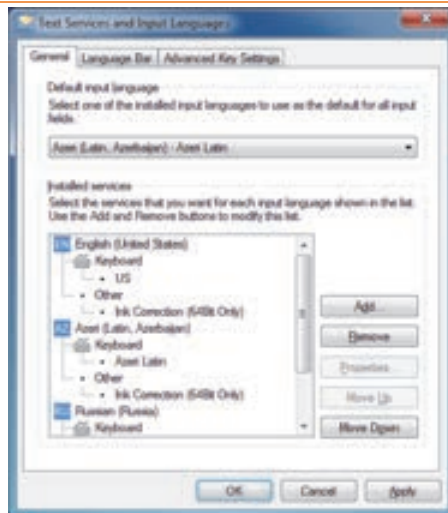 Text Services and Input Languages
General Language Bar Advanced Key Settings
Default input language
Select one of the installed input languages to use as the default for all input
fields.
Azeri (Latin, Azerbaijan) - Azeri Latin
Installed services
Select the services that you want for each input language shown in the list.
Use the Add and Remove buttons to modify this list.
EN English (United States)
Keyboard
• US
• Other
• Ink Correction (64Bit Only)
AZ Azeri (Latin, Azerbaijan)
Keyboard
• Azeri Latin
• Other
• Ink Correction (64Bit Only)
RU Russian (Russia)
Keyboard
Add...
Remove
Properties...
Move Up
Move Down
OK Cancel Apply